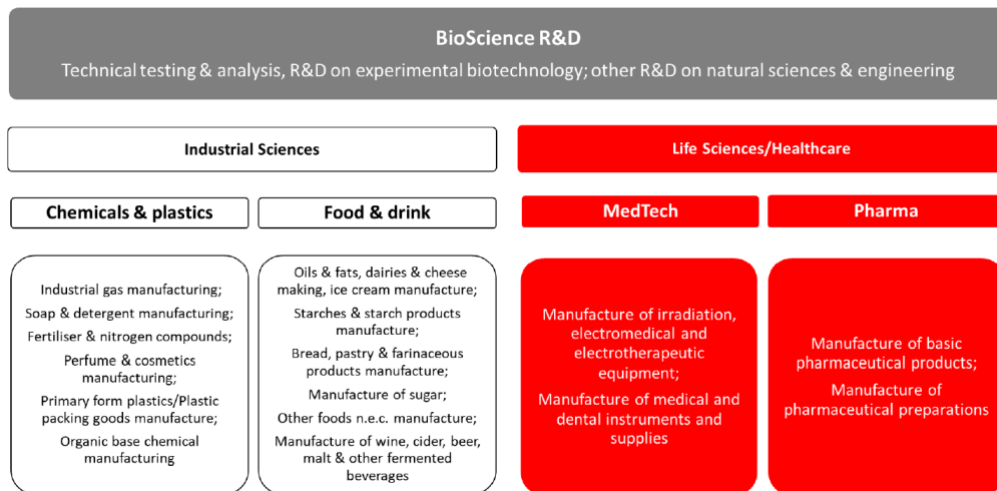 BioScience R&D
Technical testing & analysis, R&D on experimental biotechnology; other R&D on natural sciences & engineering
Industrial Sciences
Life Sciences/Healthcare
Chemicals & plastics
Food & drink
MedTech
Pharma
Industrial gas manufacturing;
Soap & detergent manufacturing;
Fertiliser & nitrogen compounds;
Perfume & cosmetics
manufacturing;
Primary form plastics/Plastic
packing goods manufacture;
Organic base chemical
manufacturing
Oils & fats, dairies & cheese
making, ice cream manufacture;
Starches & starch products
manufacture;
Bread, pastry & farinaceous
products manufacture;
Manufacture of sugar;
Other foods n.e.c. manufacture;
Manufacture of wine, cider, beer,
malt & other fermented
beverages
Manufacture of irradiation,
electromedical and
electrotherapeutic
equipment;
Manufacture of medical and
dental instruments and
supplies
Manufacture of basic
pharmaceutical products;
Manufacture of
pharmaceutical preparations